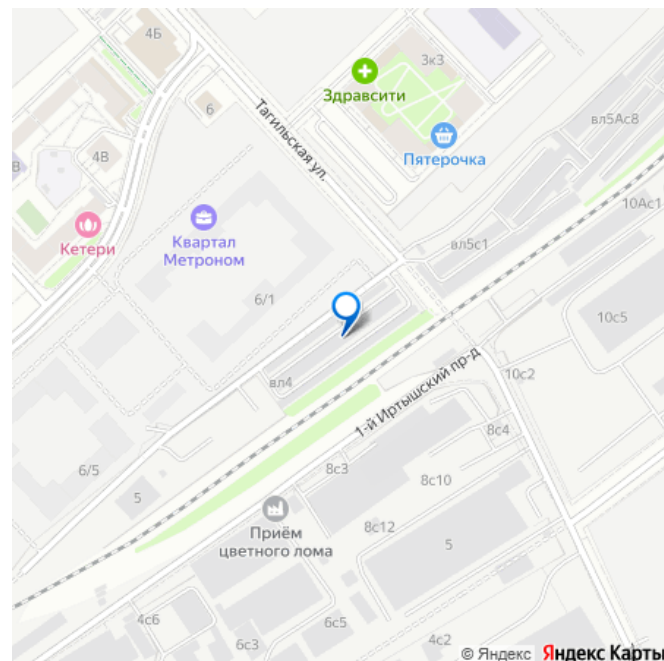 4Б
3к3
Здравсити
6
Тагильская ул.
вл5Ас8
Пятерочка
4В
В
10Ас1
Кетери
Квартал
Метроном
вл5с1
6/1
10с5
вл4
1-й Иртышский пр-д
10с2
8с4
8с3
6/5
5
8с10
Приём
цветного лома
8с12
5
4с6
6с5
6с3
4с2
© Яндекс Яндекс Карты